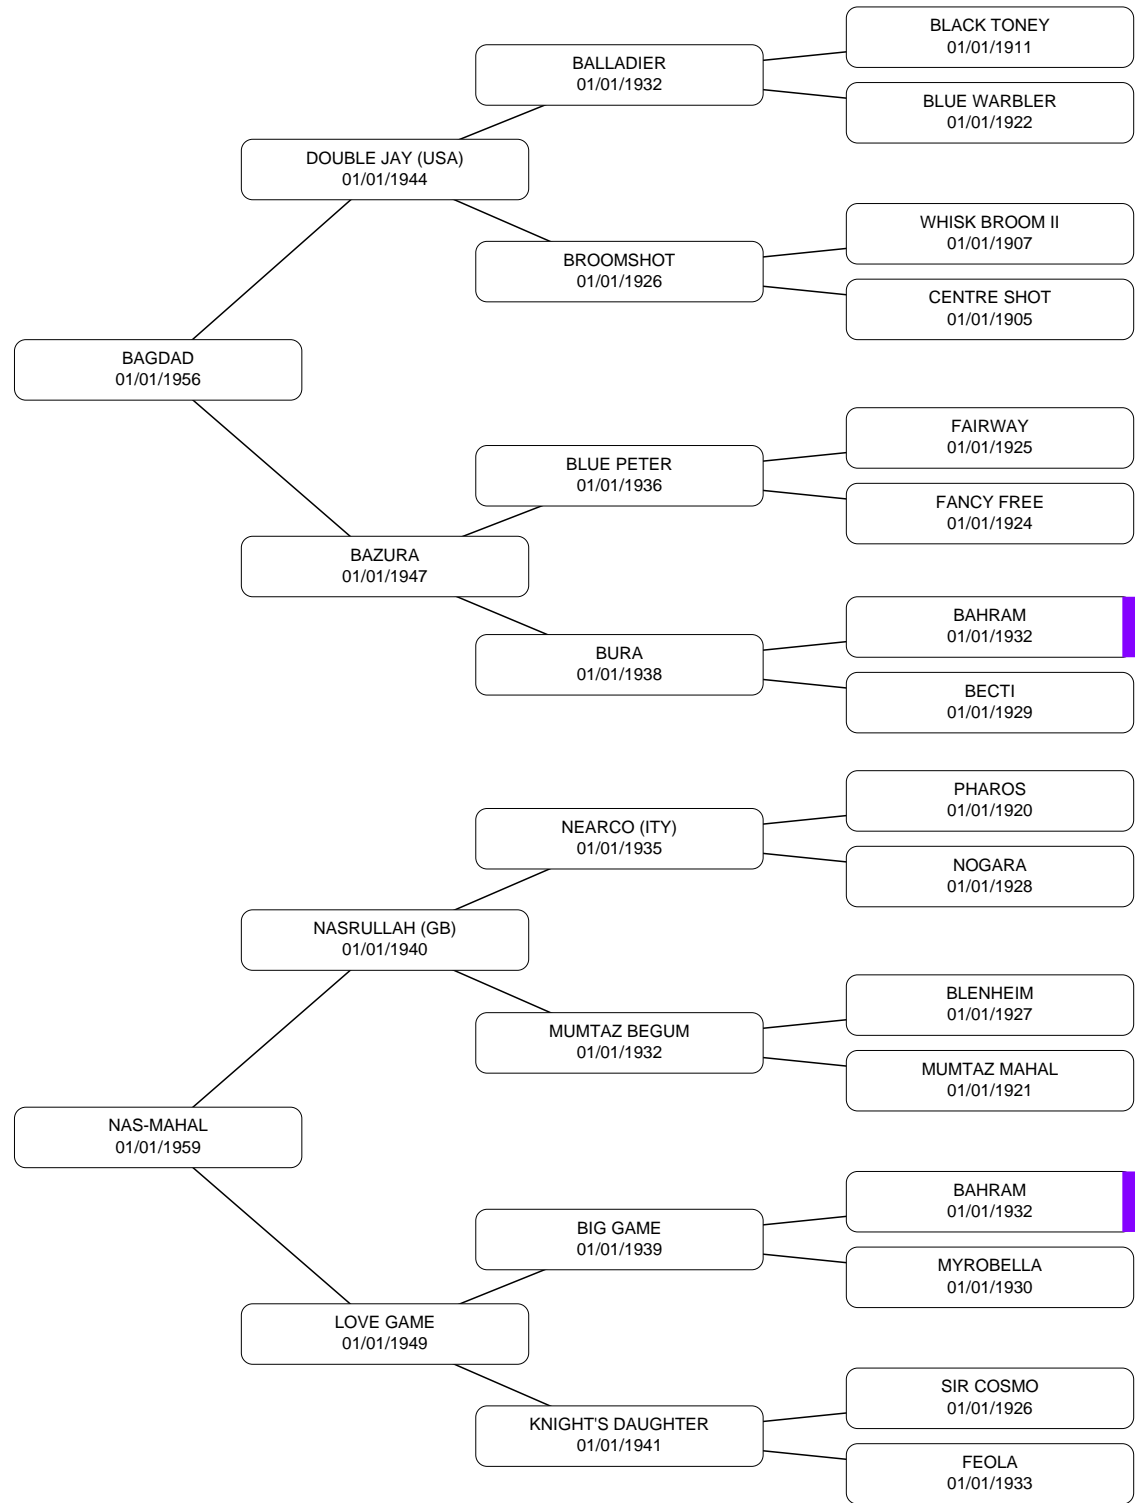 BLACK TONEY
01/01/1911
BALLADIER
01/01/1932
BLUE WARBLER
01/01/1922
DOUBLE JAY (USA)
01/01/1944
WHISK BROOM II
01/01/1907
BROOMSHOT
01/01/1926
CENTRE SHOT
01/01/1905
BAGDAD
01/01/1956
FAIRWAY
01/01/1925
BLUE PETER
01/01/1936
FANCY FREE
01/01/1924
BAZURA
01/01/1947
BAHRAM
01/01/1932
BURA
01/01/1938
BECTI
01/01/1929
PHAROS
01/01/1920
NEARCO (ITY)
01/01/1935
NOGARA
01/01/1928
NASRULLAH (GB)
01/01/1940
BLENHEIM
01/01/1927
MUMTAZ BEGUM
01/01/1932
MUMTAZ MAHAL
01/01/1921
NAS-MAHAL
01/01/1959
BAHRAM
01/01/1932
BIG GAME
01/01/1939
MYROBELLA
01/01/1930
LOVE GAME
01/01/1949
SIR COSMO
01/01/1926
KNIGHT'S DAUGHTER
01/01/1941
FEOLA
01/01/1933